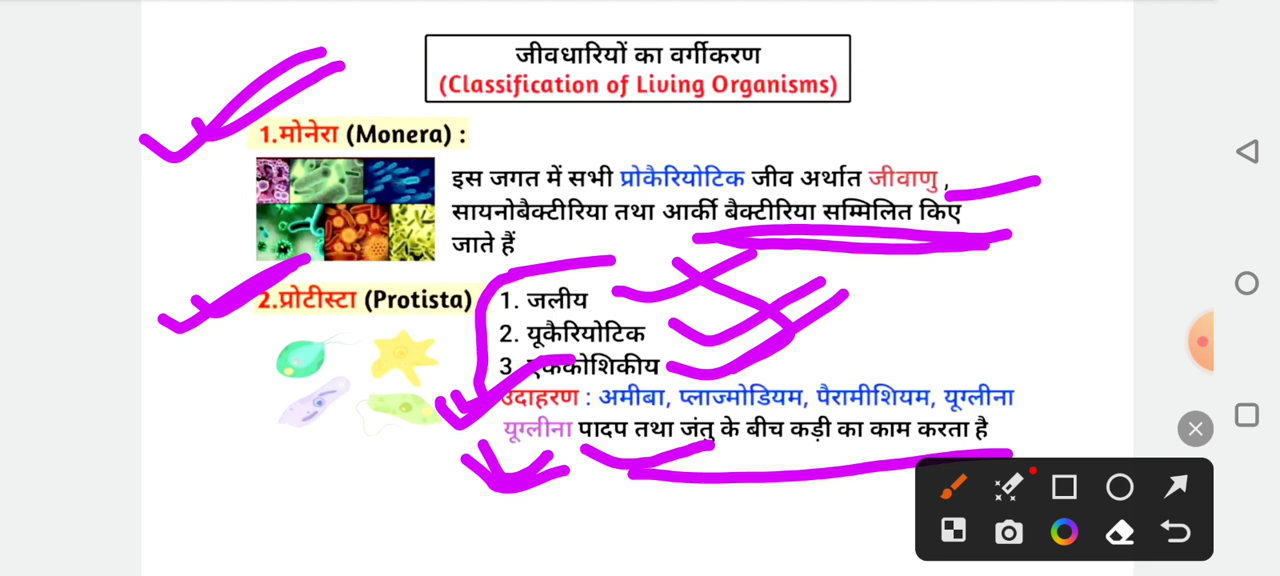 जीवधारियों का वर्गीकरण
(Classification of Living Organisms)
1.मोनेरा (Monera) :
इस जगत में सभी प्रोकैरियोटिक जीव अर्थात जीवाणु ,
सायनोबैक्टीरिया तथा आर्की बैक्टीरिया सम्मिलित किए
जाते हैं
2.प्रोटीस्टा (Protista)
1. जलीय
2. यूकैरियोटिक
3. एककोशिकीय
उदाहरण : अमीबा, प्लाज्मोडियम, पैरामीशियम, यूग्लीना
यूग्लीना पादप तथा जंतु के बीच कड़ी का काम करता है